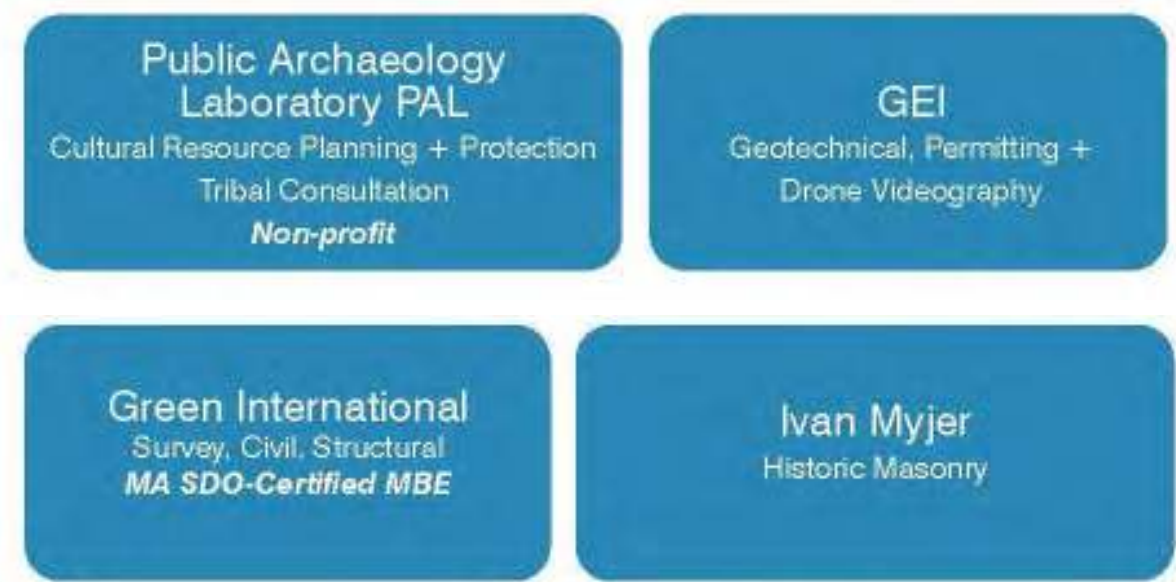 Public Archaeology
Laboratory PAL
Cultural Resource Planning + Protection
Tribal Consultation
Non-profit
GEI
Geotechnical, Permitting +
Drone Videography
Green International
Survey, Civil, Structural
MA SDO-Certified MBE
Ivan Myjer
Historic Masonry